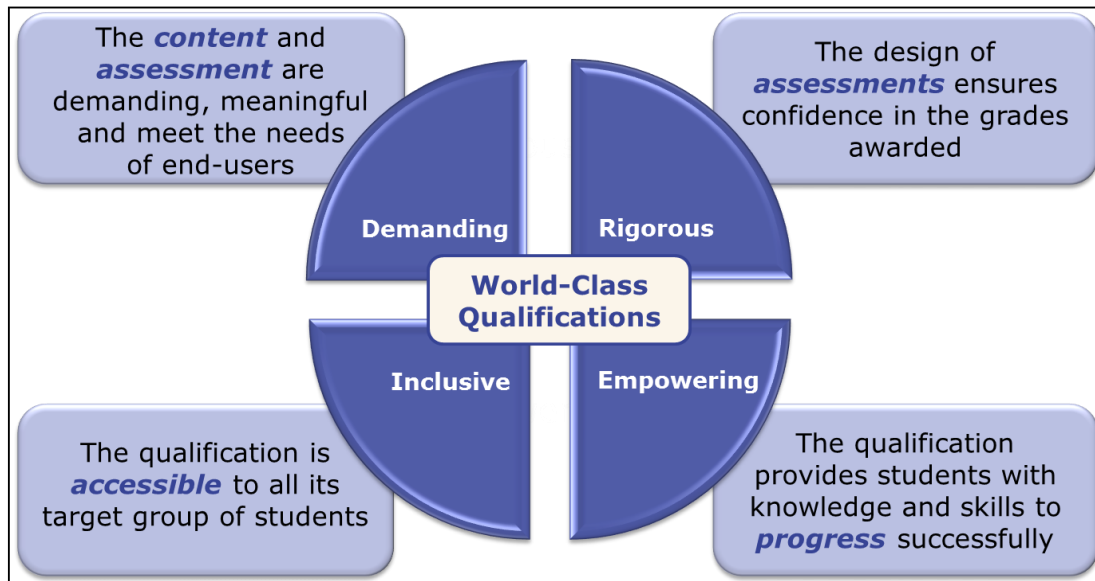 The content and
assessment are
demanding, meaningful
and meet the needs
of end-users
The design of
assessments ensures
confidence in the grades
awarded
Demanding
Rigorous
World-Class
Qualifications
Inclusive
Empowering
The qualification is
accessible to all its
target group of students
The qualification
provides students with
knowledge and skills to
progress successfully